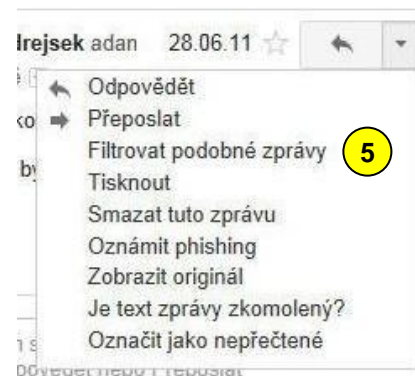 drejsek adan 28.06.11
Odpovědět
Přeposlat
Filtrovat podobné zprávy 5
Tisknout
Smazat tuto zprávu
Oznámit phishing
Zobrazit originál
Je text zprávy zkomolený?
Označit jako nepřečtené